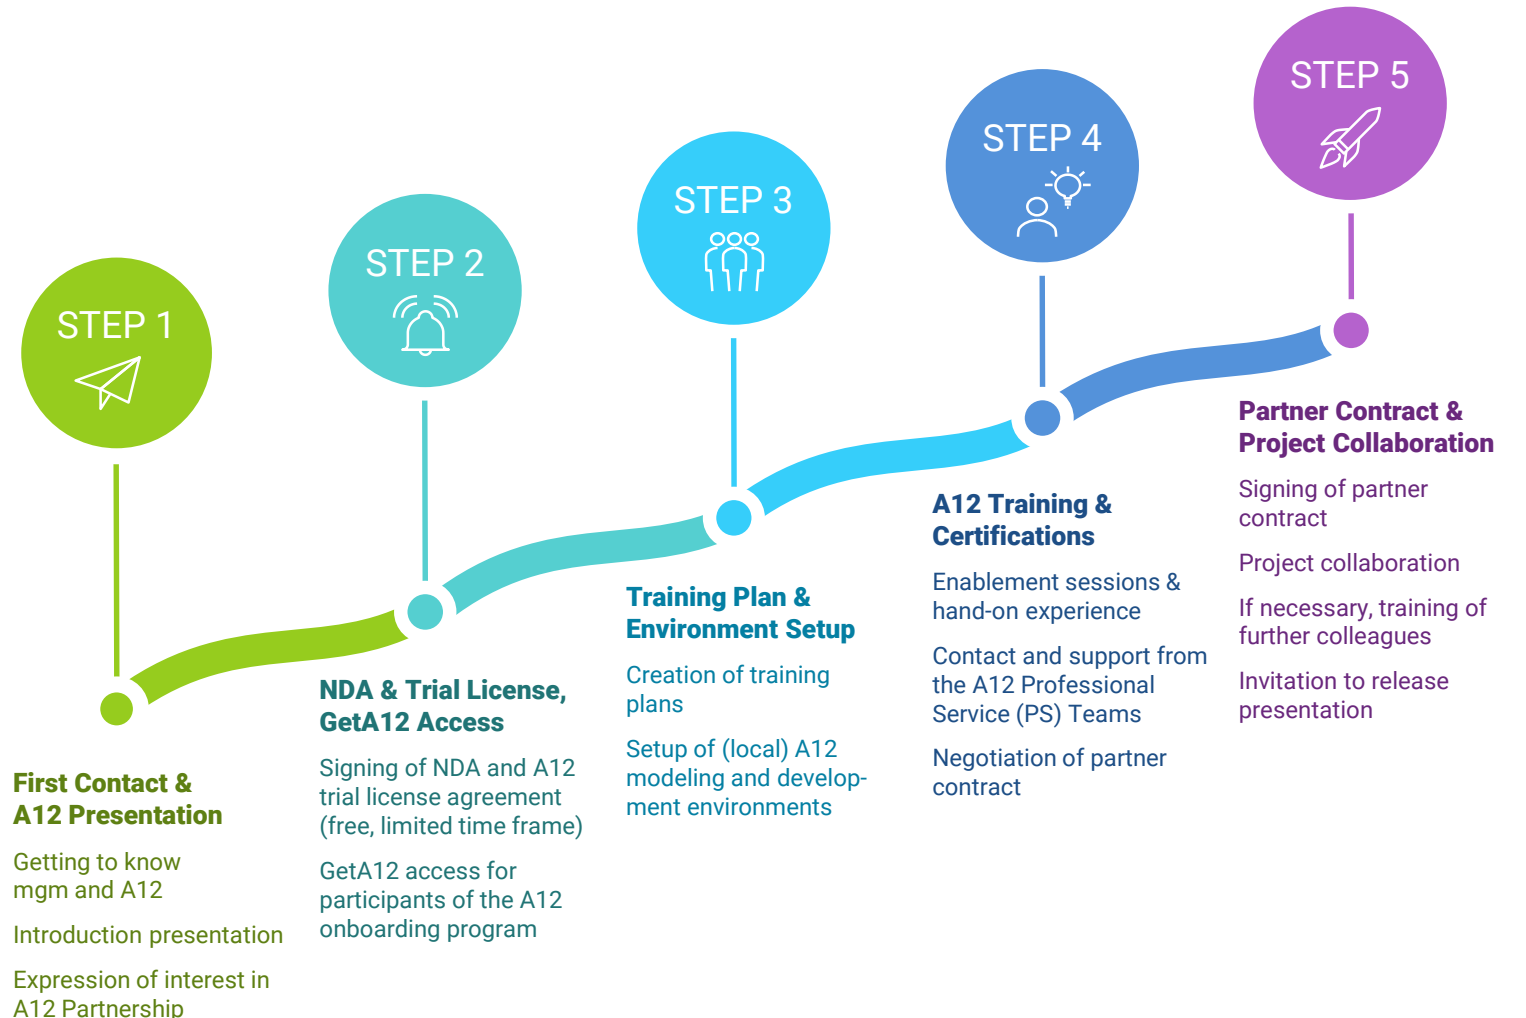 STEP 1
First Contact &
A12 Presentation
Getting to know
mgm and A12
Introduction presentation
Expression of interest in
A12 Partnership
STEP 2
NDA & Trial License,
GetA12 Access
Signing of NDA and A12
trial license agreement
(free, limited time frame)
GetA12 access for
participants of the A12
onboarding program
STEP 3
Training Plan &
Environment Setup
Creation of training
plans
Setup of (local) A12
modeling and develop-
ment environments
STEP 4
A12 Training &
Certifications
Enablement sessions &
hand-on experience
Contact and support from
the A12 Professional
Service (PS) Teams
Negotiation of partner
contract
STEP 5
Partner Contract &
Project Collaboration
Signing of partner
contract
Project collaboration
If necessary, training of
further colleagues
Invitation to release
presentation